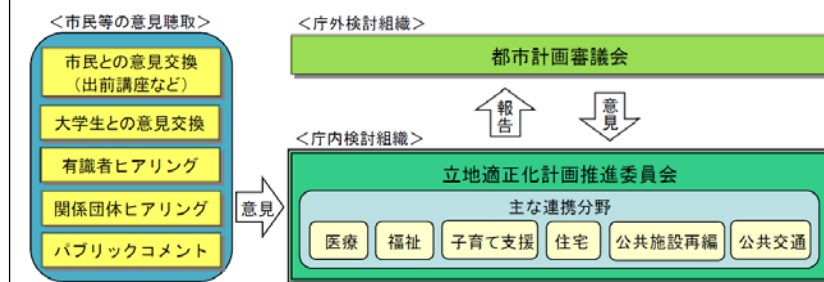 ＜市民等の意見聴取＞
市民との意見交換
（出前講座など）
大学生との意見交換
有識者ヒアリング
関係団体ヒアリング
パブリックコメント
意見
＜庁外検討組織＞
都市計画審議会
報告
意見
＜庁内検討組織＞
立地適正化計画推進委員会
主な連携分野
医療
福祉
子育て支援
住宅
公共施設再編
公共交通